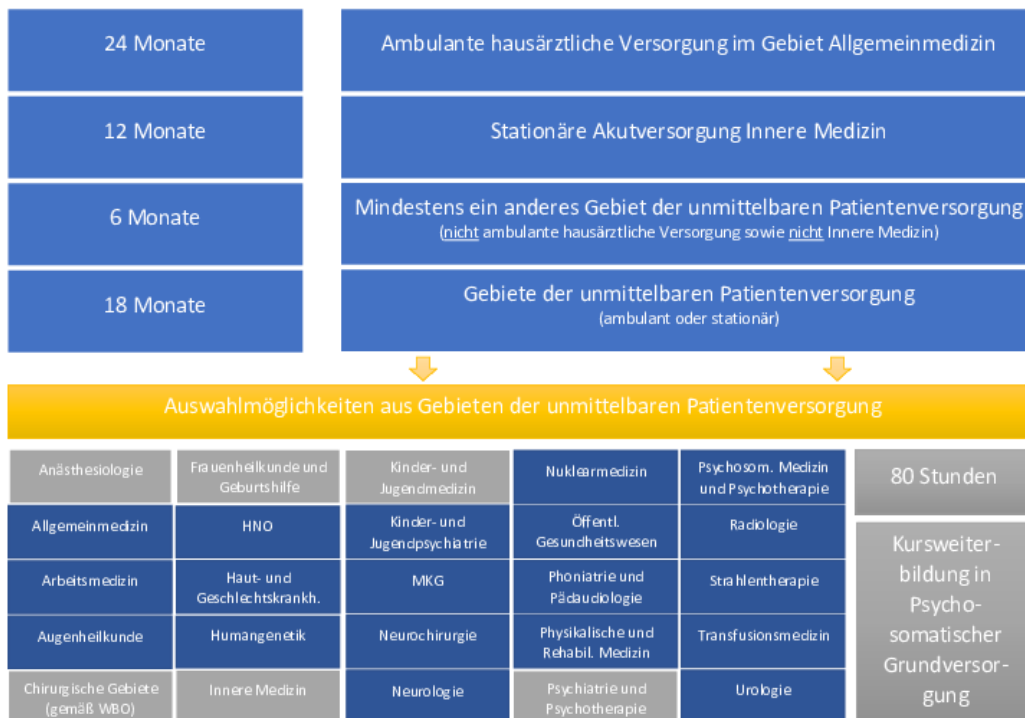 24 Monate
Ambulante hausärztliche Versorgung im Gebiet Allgemeinmedizin
12 Monate
Stationäre Akutversorgung Innere Medizin
6 Monate
Mindestens ein anderes Gebiet der unmittelbaren Patientenversorgung
(nicht ambulante hausärztliche Versorgung sowie nicht Innere Medizin)
18 Monate
Gebiete der unmittelbaren Patientenversorgung
(ambulant oder stationär)
Auswahlmöglichkeiten aus Gebieten der unmittelbaren Patientenversorgung
Anästhesiologie
Frauenheilkunde und
Geburtshilfe
Kinder- und
Jugendmedizin
Nuklearmedizin
Psychosom. Medizin
und Psychotherapie
Allgemeinmedizin
HNO
Kinder- und
Jugendpsychiatrie
Öffentl.
Gesundheitswesen
Radiologie
Arbeitsmedizin
Haut- und
Geschlechtskrankh.
MKG
Phoniatrie und
Pädaudiologie
Strahlentherapie
Augenheilkunde
Humangenetik
Neurochirurgie
Physikalische und
Rehabil. Medizin
Transfusionsmedizin
Chirurgische Gebiete
(gemäß WBO)
Innere Medizin
Neurologie
Psychiatrie und
Psychotherapie
Urologie
80 Stunden
Kursweiter-
bildung in
Psycho-
somatischer
Grundversor-
gung